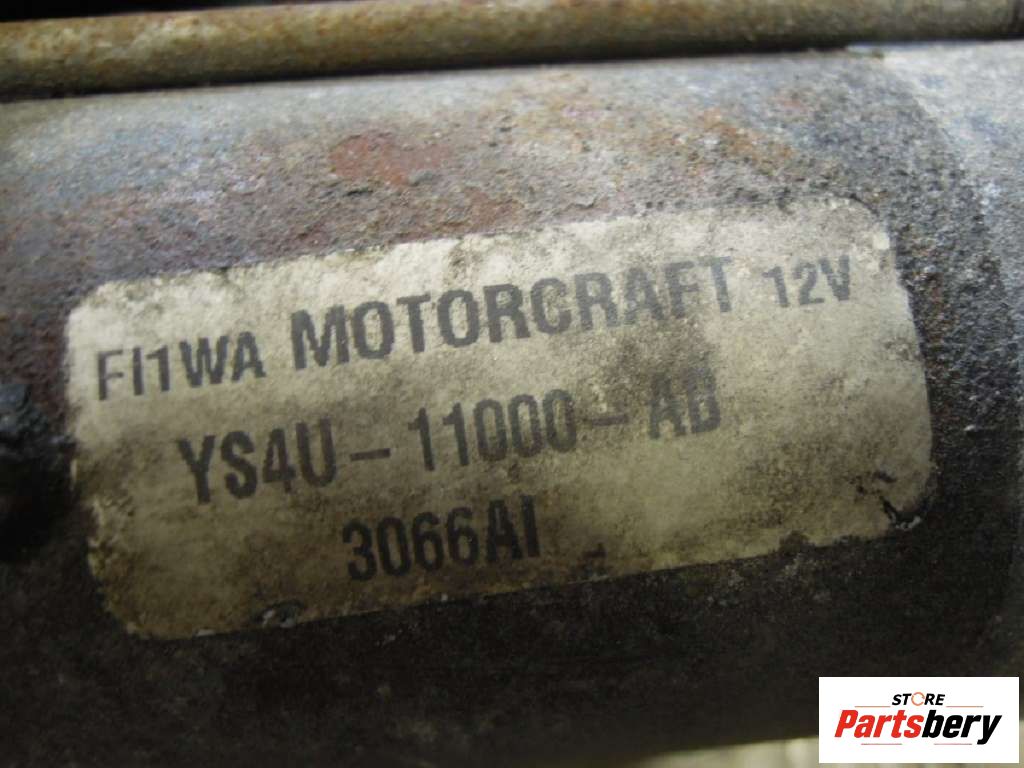 FI1WA MOTORCRAFT 12V
YS4U-11000-AB
3066AI
STORE
Partsbery